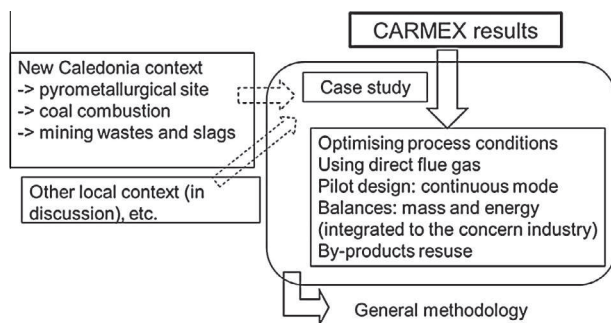 CARMEX results
New Caledonia context
-> pyrometallurgical site
-> coal combustion
-> mining wastes and slags
Case study
Other local context (in
discussion), etc.
Optimising process conditions
Using direct flue gas
Pilot design: continuous mode
Balances: mass and energy
(integrated to the concern industry)
By-products resuse
General methodology